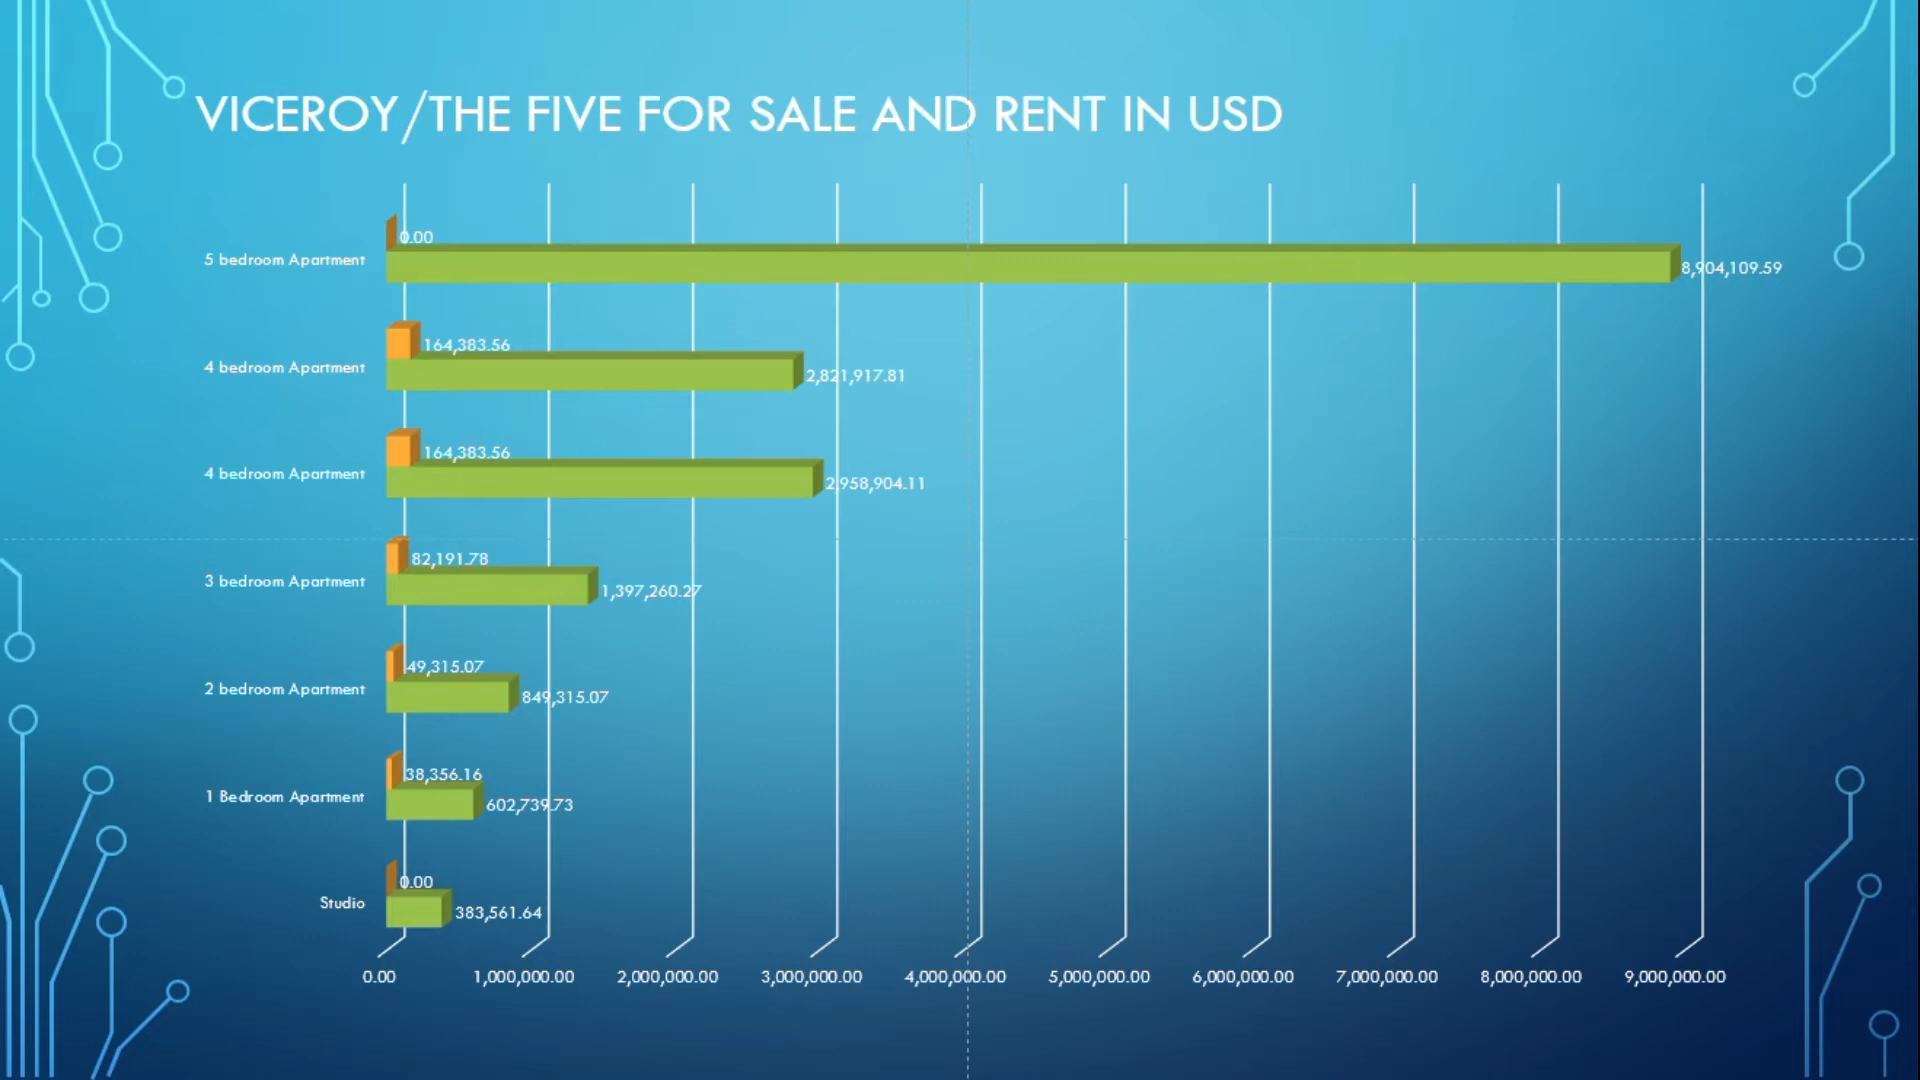 VICEROY/THE FIVE FOR SALE AND RENT IN USD
0.00
5 bedroom Apartment
8,904,109.59
164,383.56
4 bedroom Apartment
2,821,917.81
164,383.56
4 bedroom Apartment
2,958,904.11
82,191.78
3 bedroom Apartment
1,397,260.27
49,315.07
2 bedroom Apartment
849,315.07
38,356.16
1 Bedroom Apartment
602,739.73
0.00
Studio
383,561.64
0.00 1,000,000.00 2,000,000.00 3,000,000.00 4,000,000.00 5,000,000.00 6,000,000.00 7,000,000.00 8,000,000.00 9,000,000.00